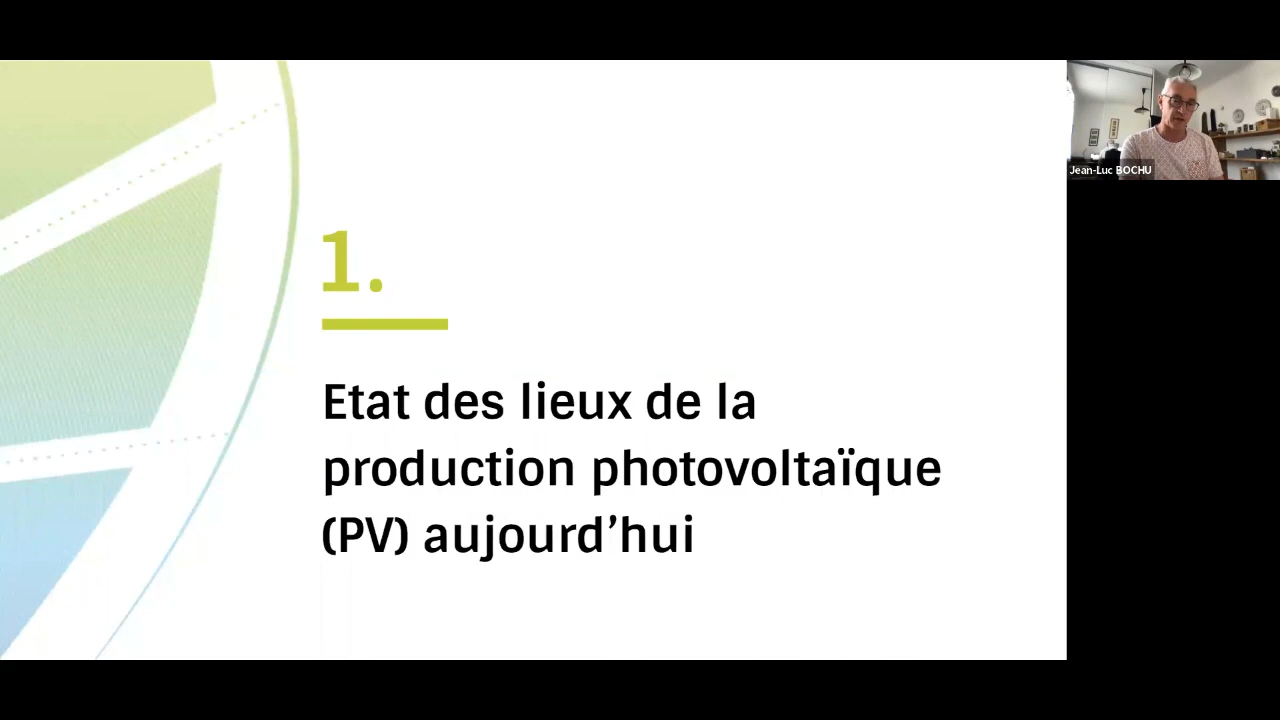 1.
Etat des lieux de la
production photovoltaïque
(PV) aujourd’hui
Jean-Luc BOCHU